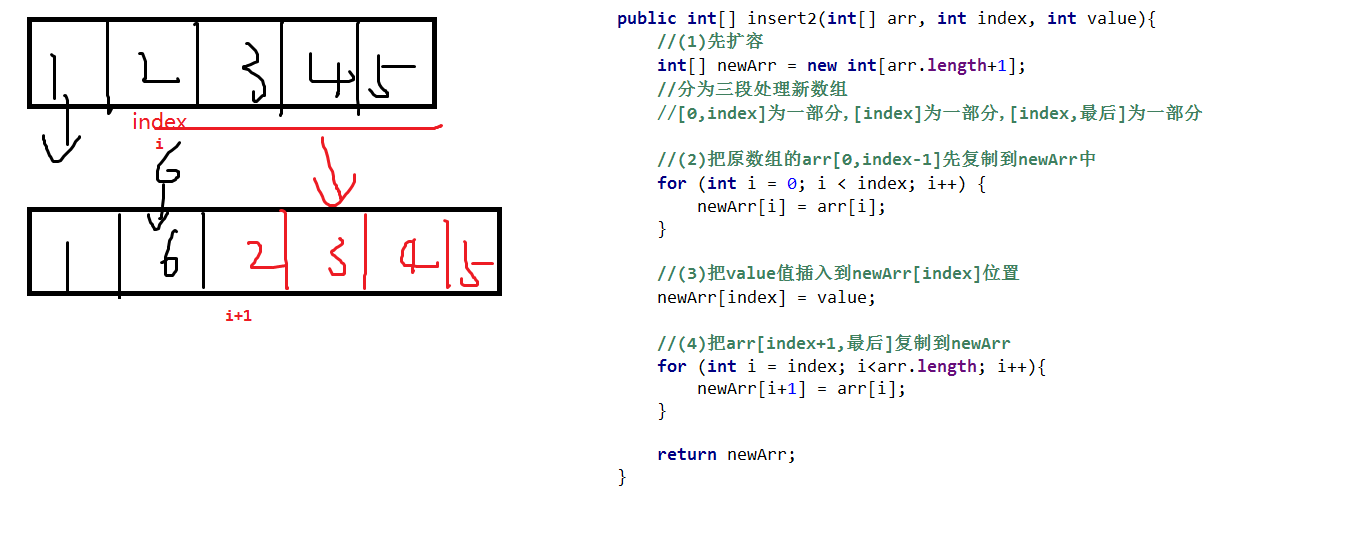 1 2 3 4 5
index
i
6
1 6 2 3 4 5
i+1
public int[] insert2(int[] arr, int index, int value){
//(1)先扩容
int[] newArr = new int[arr.length+1];
//分为三段处理新数组
//[0,index]为一部分,[index]为一部分,[index,最后]为一部分
//(2)把原数组的arr[0,index-1]先复制到newArr中
for (int i = 0; i < index; i++) {
newArr[i] = arr[i];
}
//(3)把value值插入到newArr[index]位置
newArr[index] = value;
//(4)把arr[index+1,最后]复制到newArr
for (int i = index; i<arr.length; i++){
newArr[i+1] = arr[i];
}
return newArr;
}